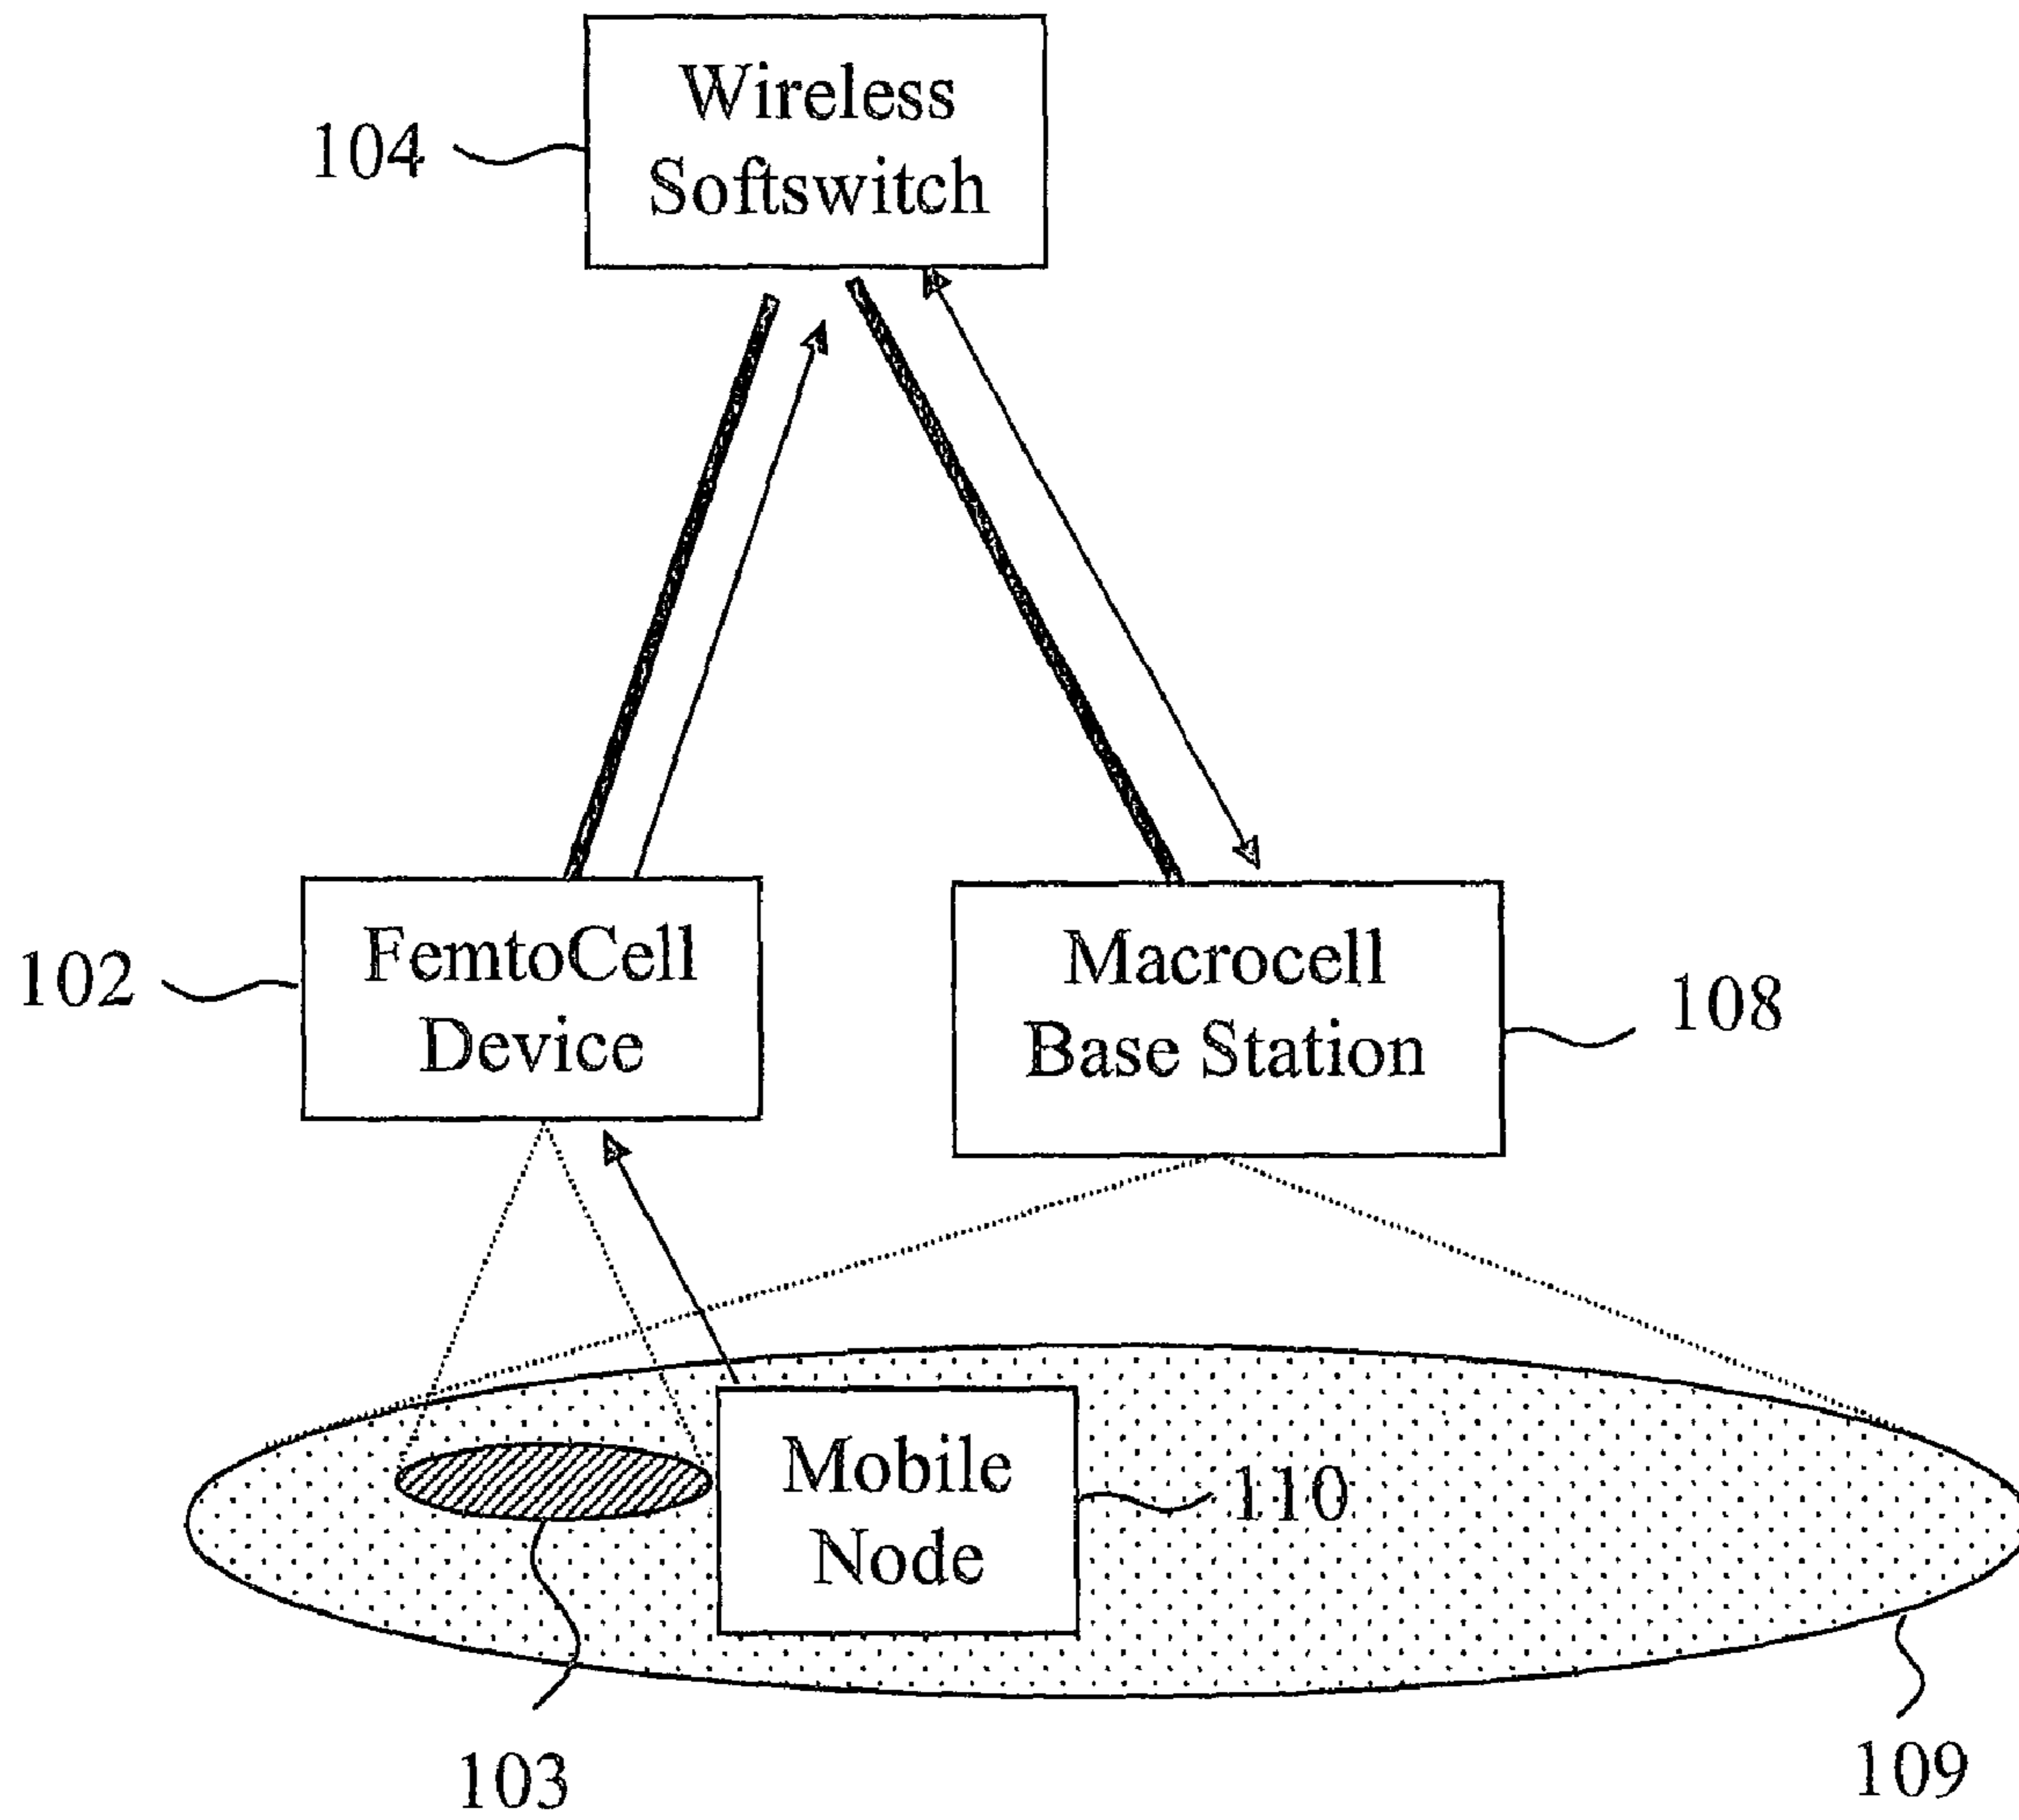 Wireless
Softswitch
104
FemtoCell
Device
102
Macrocell
Base Station
108
Mobile
Node
110
103
109